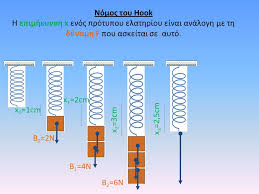 Νόμος του Hook
Η επιμήκυνση x ενός πρότυπου ελατηρίου είναι ανάλογη με τη
δύναμη F που ασκείται σε αυτό.
x₁=1cm
x₁=2cm
x₃=3cm
x₄=2,5cm
B₁=2N
B₂=4N
B₃=6N